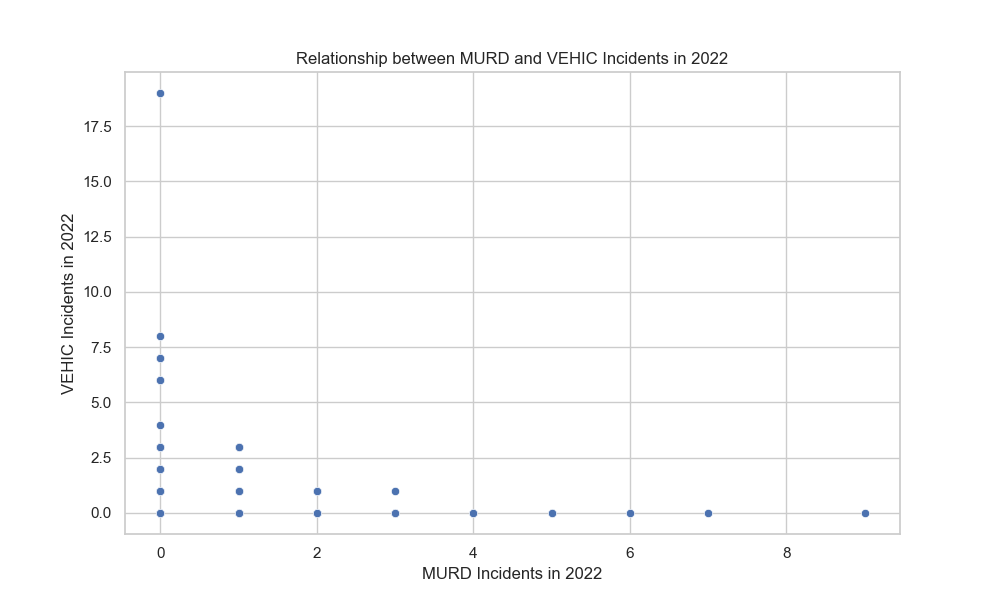 Relationship between MURD and VEHIC Incidents in 2022
17.5
15.0
12.5
10.0
7.5
5.0
2.5
0.0
VEHIC Incidents in 2022
0 2 4 6 8
MURD Incidents in 2022